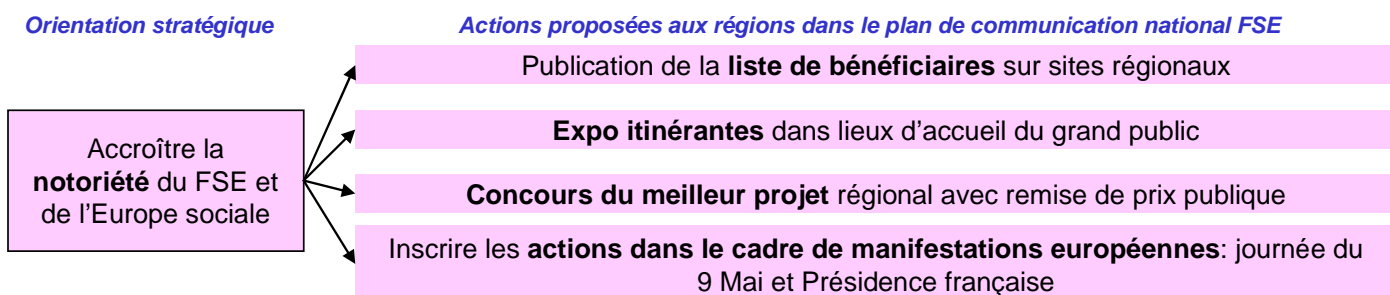 Orientation stratégique
Actions proposées aux régions dans le plan de communication national FSE
Publication de la liste de bénéficiaires sur sites régionaux
Accroître la
notoriété du FSE et
de l'Europe sociale
Expo itinérantes dans lieux d'accueil du grand public
Concours du meilleur projet régional avec remise de prix publique
Inscrire les actions dans le cadre de manifestations européennes: journée du
9 Mai et Présidence française